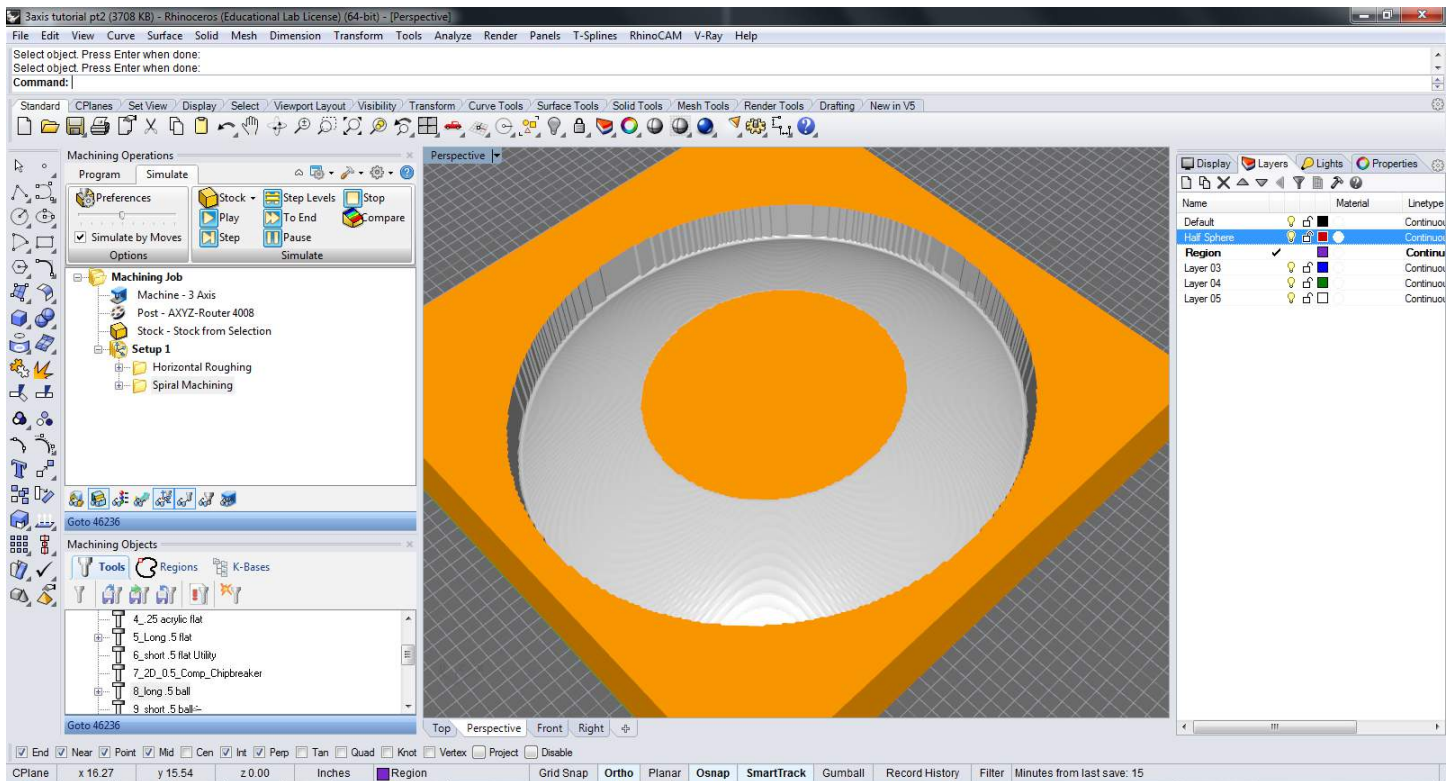 3axis tutorial pt2 (3708 KB) - Rhinoceros (Educational Lab License) (64-bit) - [Perspective]
File Edit View Curve Surface Solid Mesh Dimension Transform Tools Analyze Render Panels T-Splines RhinoCAM V-Ray Help
Select object. Press Enter when done:
Select object. Press Enter when done:
Command:
Standard CPlanes Set View Display Select Viewport Layout Visibility Transform Curve Tools Surface Tools Solid Tools Mesh Tools Render Tools Drafting New in V5
Machining Operations
Program Simulate
Preferences
Simulate by Moves
Options
Stock Step Levels Stop
Play To End Compare
Step Pause
Simulate
Machining Job
Machine - 3 Axis
Post - AXYZ-Router 4008
Stock - Stock from Selection
Setup 1
Horizontal Roughing
Spiral Machining
Goto 46236
Machining Objects
Tools Regions K-Bases
4_.25 acrylic flat
5_Long .5 flat
6_short .5 flat Utility
7_2D_0.5_Comp_Chipbreaker
8_long .5 ball
9_short .5 ball
Goto 46236
Perspective
Top Perspective Front Right
Display Layers Lights Properties
Name Material Linetype
Default Continuou
Half Sphere Continuou
Region Continu
Layer 03 Continuou
Layer 04 Continuou
Layer 05 Continuou
End Near Point Mid Cen Int Perp Tan Quad Knot Vertex Project Disable
CPlane x 16.27 y 15.54 z 0.00 Inches Region Grid Snap Ortho Planar Osnap SmartTrack Gumball Record History Filter Minutes from last save: 15